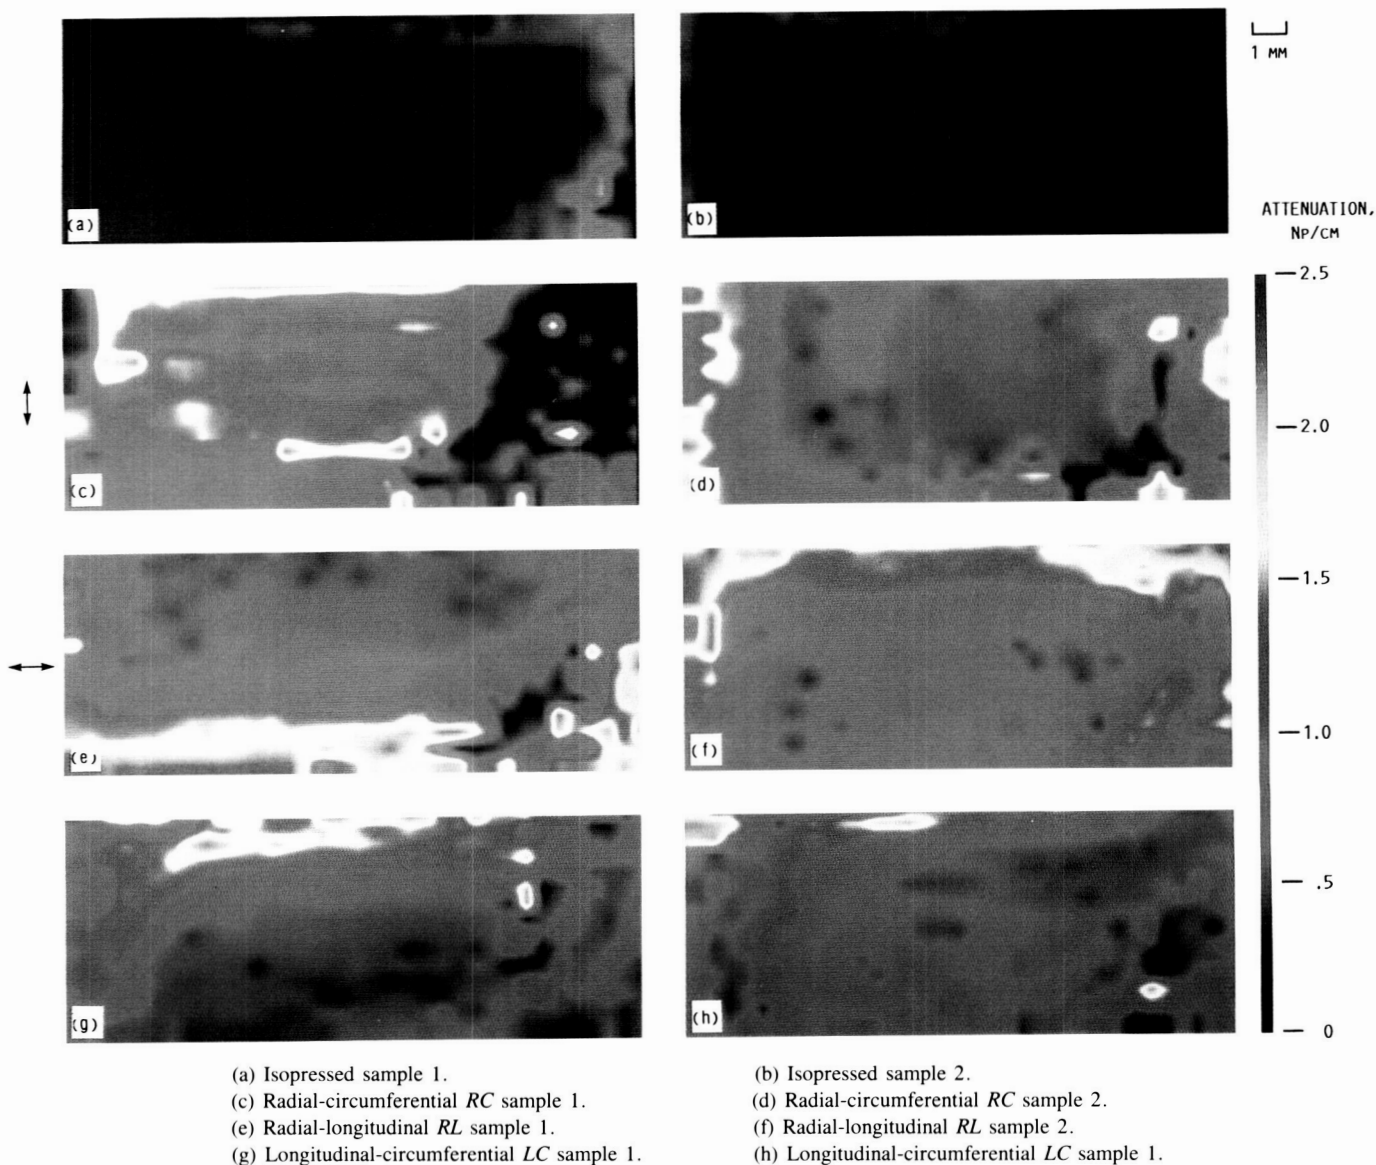 1 MM
(a)
(b)
ATTENUATION,
NP/CM
2.5
(c)
(d)
2.0
1.5
(e)
(f)
1.0
.5
(g)
(h)
0
(a) Isopressed sample 1.
(b) Isopressed sample 2.
(c) Radial-circumferential RC sample 1.
(d) Radial-circumferential RC sample 2.
(e) Radial-longitudinal RL sample 1.
(f) Radial-longitudinal RL sample 2.
(g) Longitudinal-circumferential LC sample 1.
(h) Longitudinal-circumferential LC sample 1.